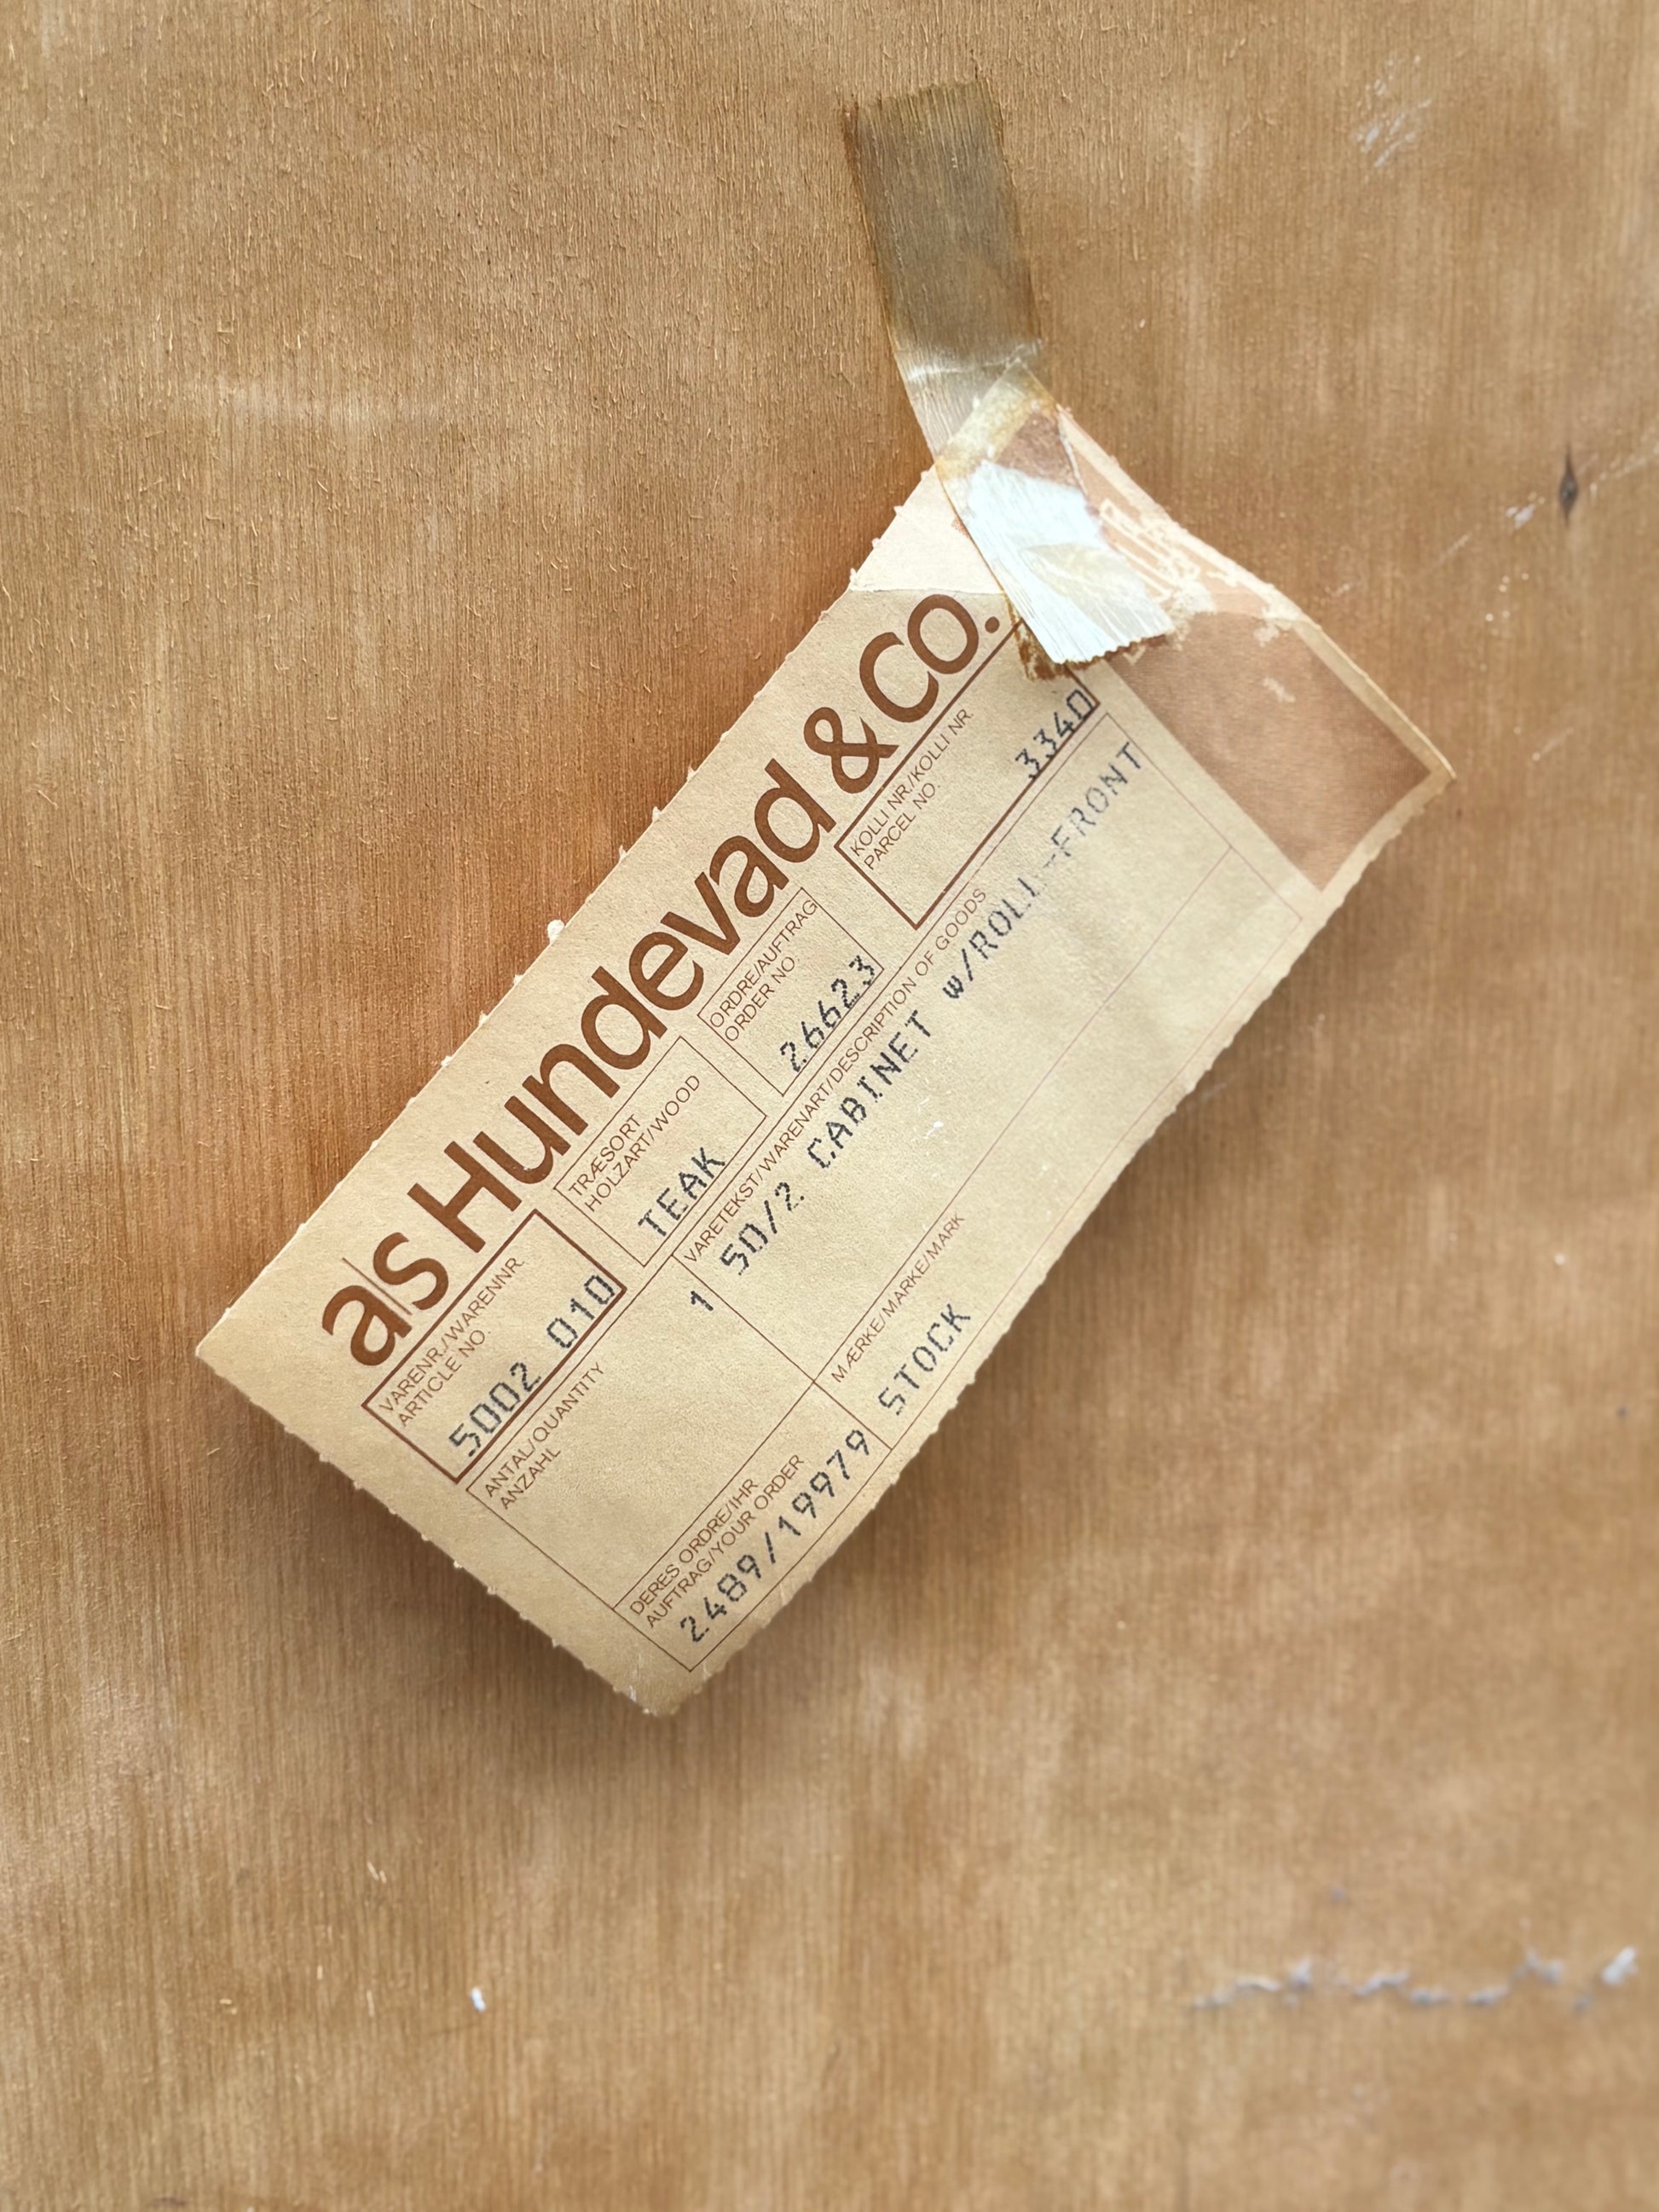 a/s Hundevad & Co.
VARENR./WARENNR.
ARTICLE NO.
5002 010
TRÆSORT
HOLZART/WOOD
TEAK
ORDRE/AUFTRAG
ORDER NO.
26623
KOLLI NR/KOLLI NR
PARCEL NO.
3340
ANTAL/QUANTITY
ANZAHL
1
VARETEKST/WARENART/DESCRIPTION OF GOODS
50/2 CABINET w/ROLL-FRONT
DERES ORDRE/IHR
AUFTRAG/YOUR ORDER
2489/19979
MÆRKE/MARKE/MARK
STOCK